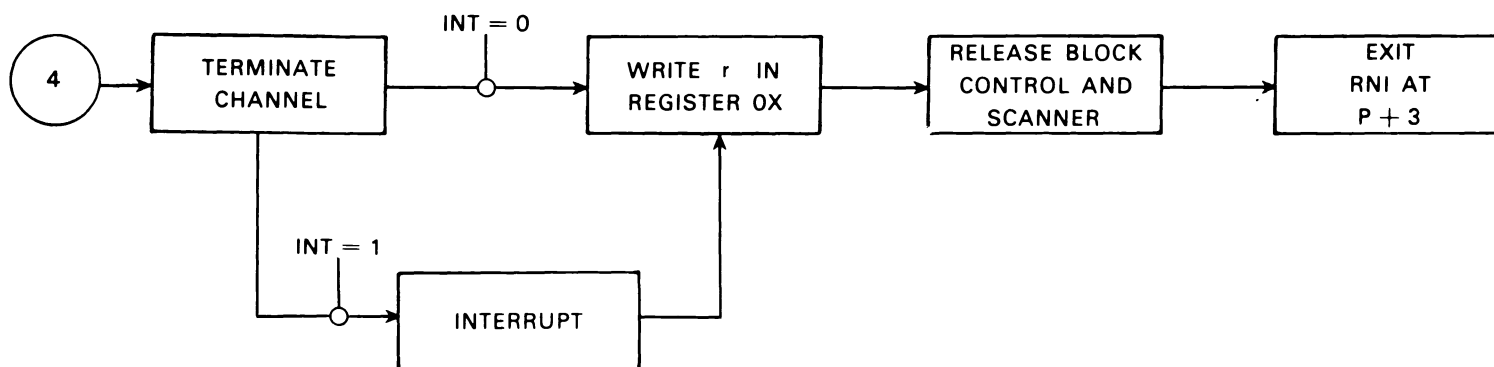 4
TERMINATE
CHANNEL
INT = 0
WRITE r IN
REGISTER 0X
RELEASE BLOCK
CONTROL AND
SCANNER
EXIT
RNI AT
P + 3
INT = 1
INTERRUPT